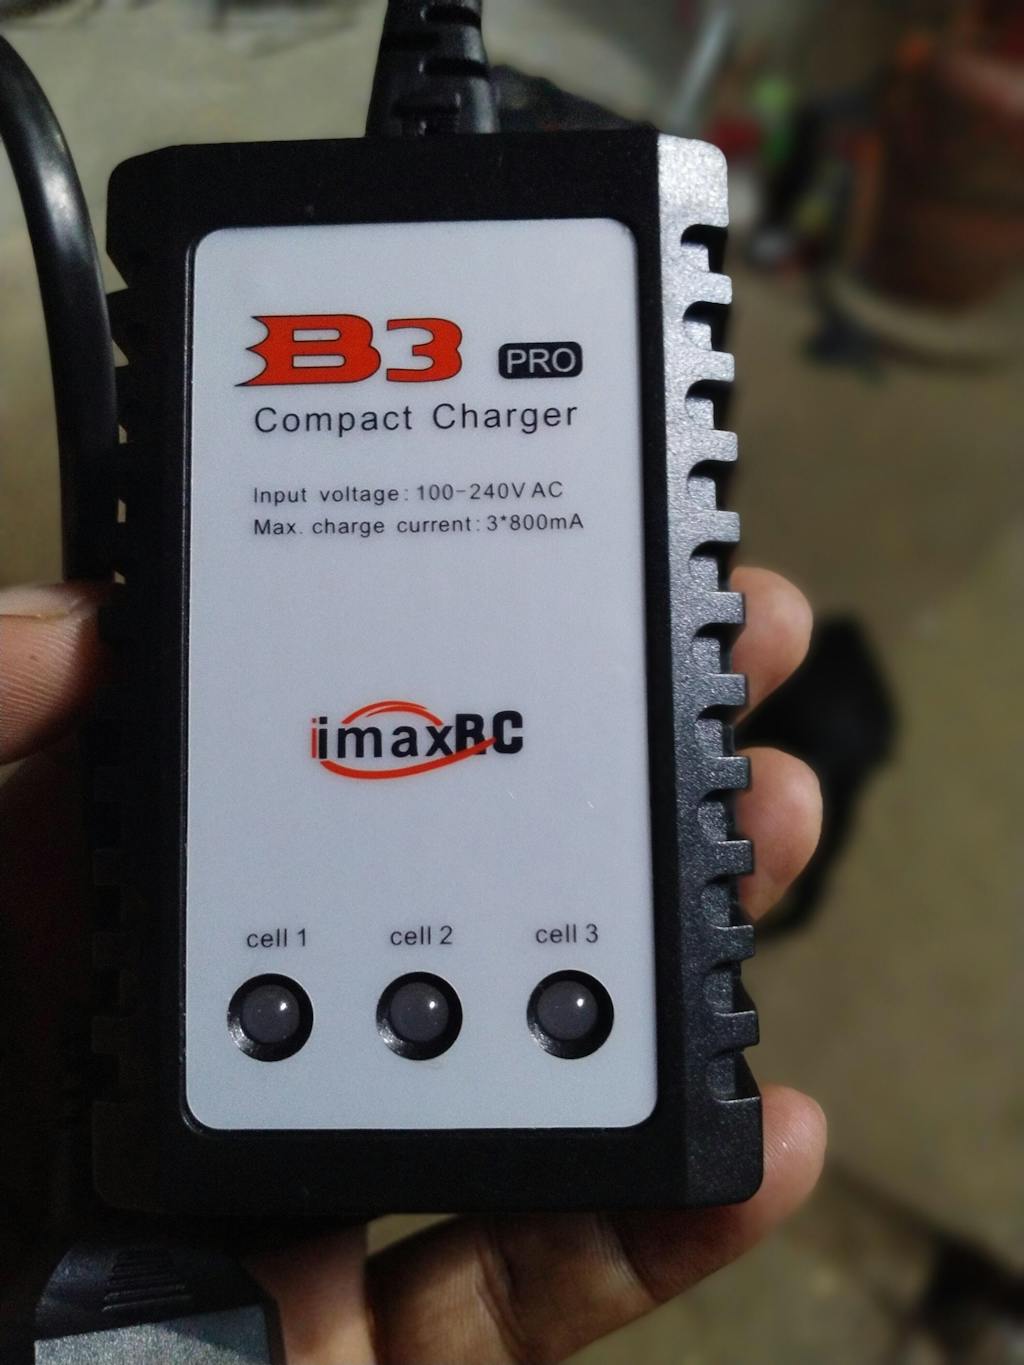 B3 PRO
Compact Charger
Input voltage: 100-240V AC
Max. charge current: 3*800mA
imaxRC
cell 1 cell 2 cell 3